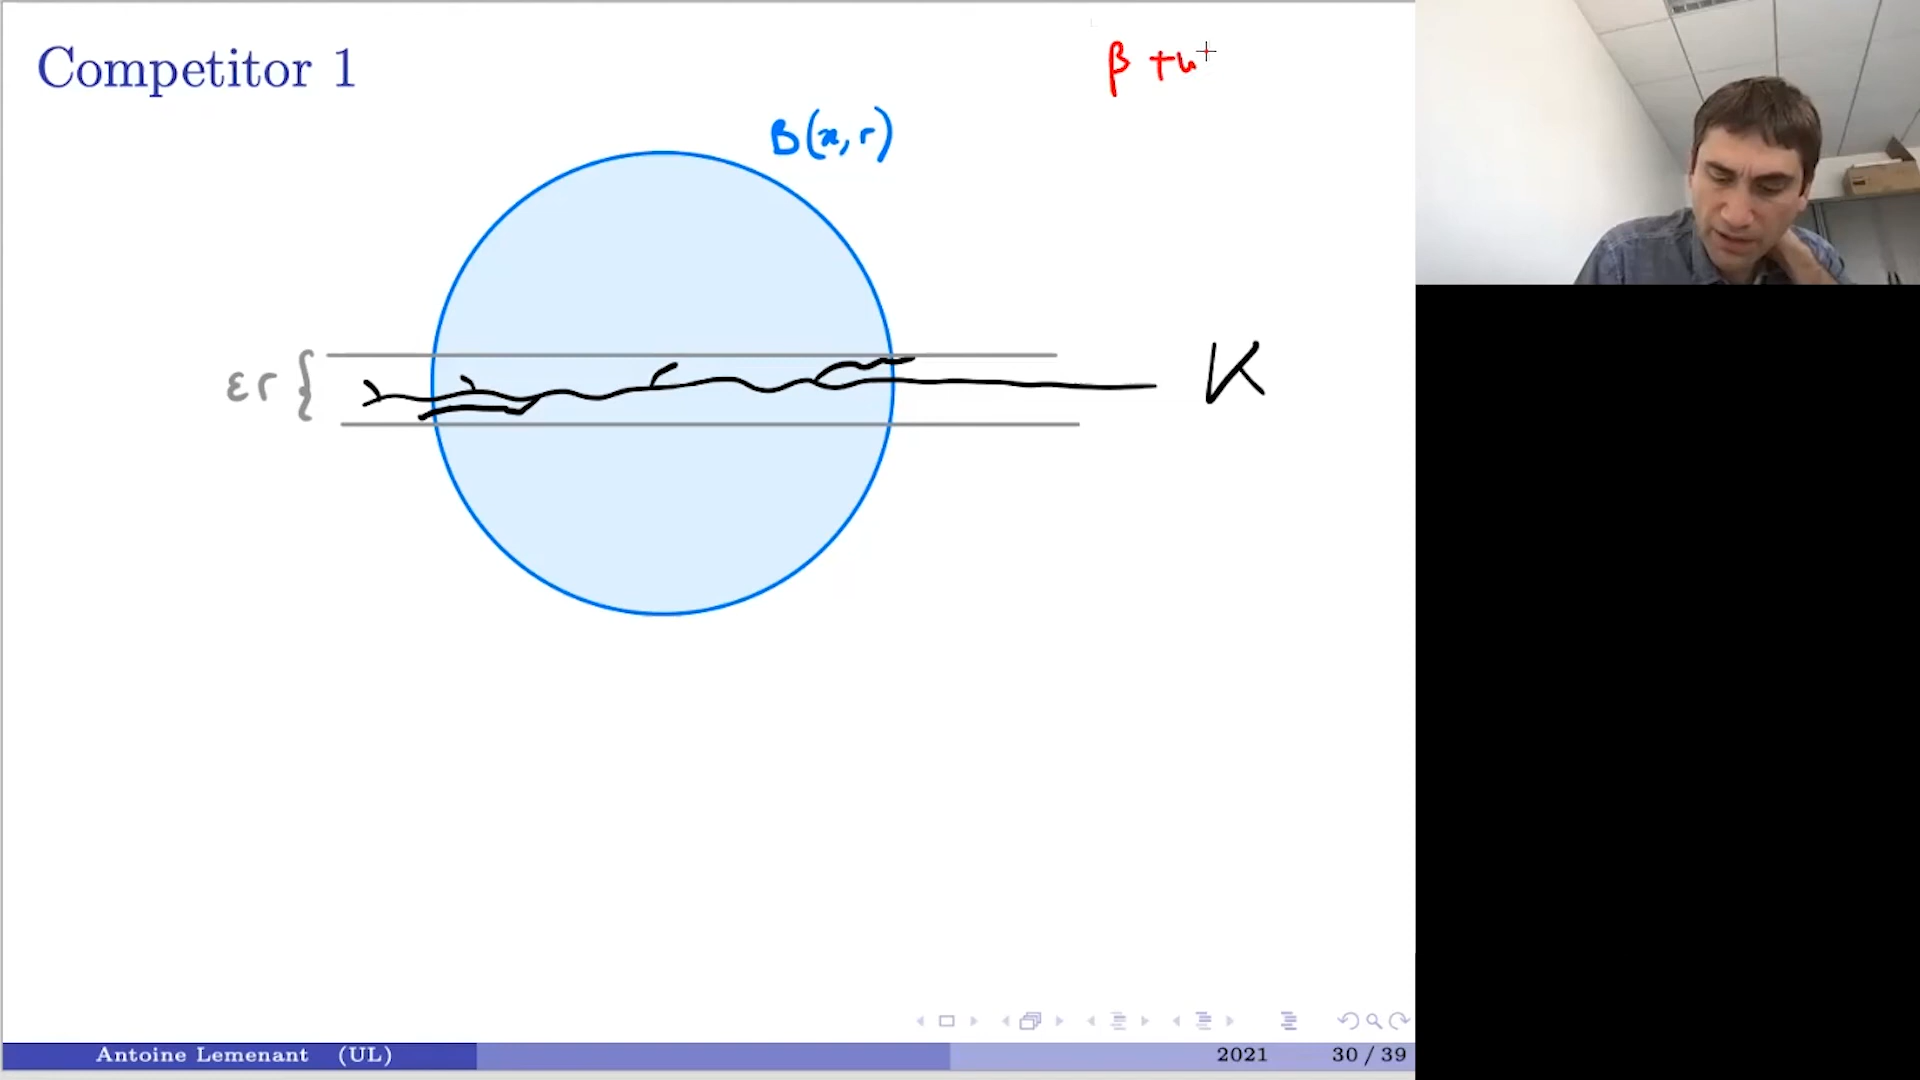 Competitor 1
β +u
B(x, r)
εr {
K
Antoine Lemenant (UL) 2021 30 / 39